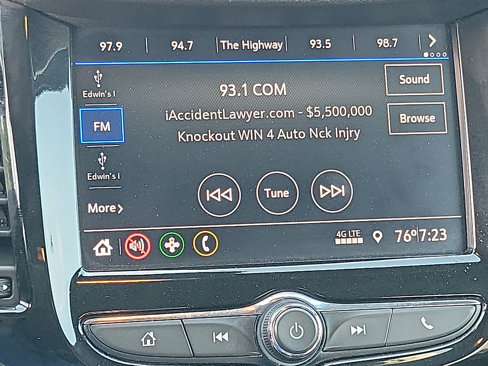 97.9 94.7 The Highway 93.5 98.7
Edwin's I
93.1 COM
Sound
FM
iAccidentLawyer.com - $5,500,000
Knockout WIN 4 Auto Nck Injry
Browse
Edwin's I
Tune
More
4G LTE
76° 7:23